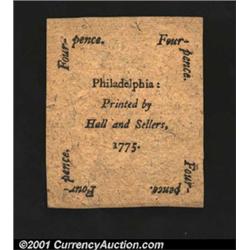 Four-pence.
Four-pence.
Philadelphia:
Printed by
Hall and Sellers,
1775.
Four-pence.
Four-pence.
©2001 CurrencyAuction.com